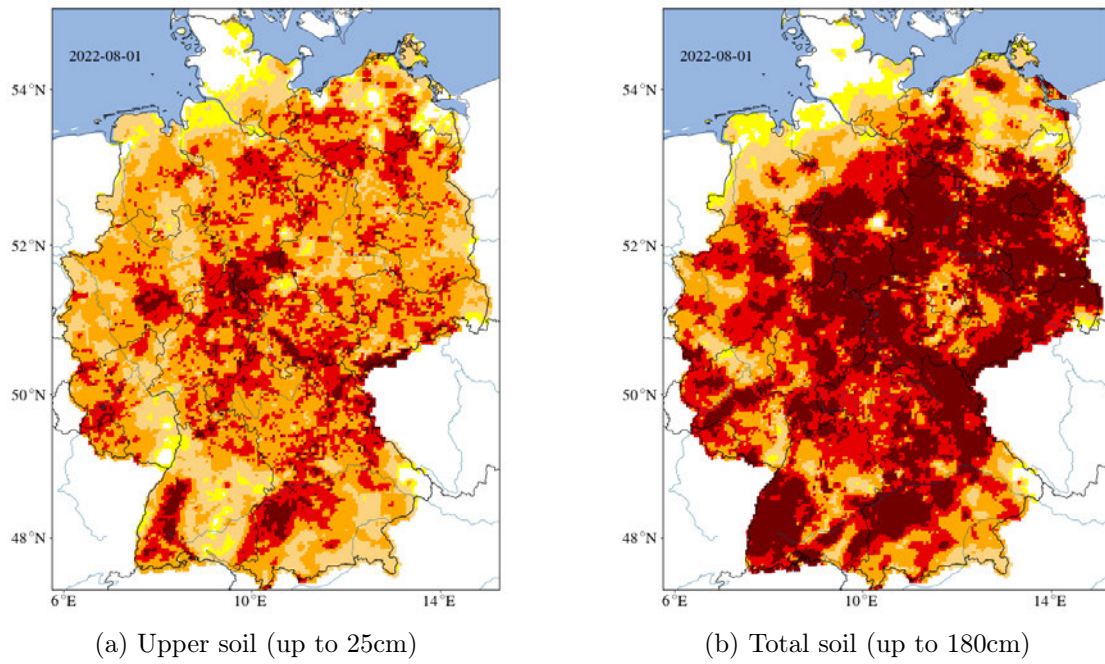 2022-08-01
2022-08-01
54°N
54°N
52°N
52°N
50°N
50°N
48°N
48°N
6°E 10°E 14°E
6°E 10°E 14°E
(a) Upper soil (up to 25cm)
(b) Total soil (up to 180cm)